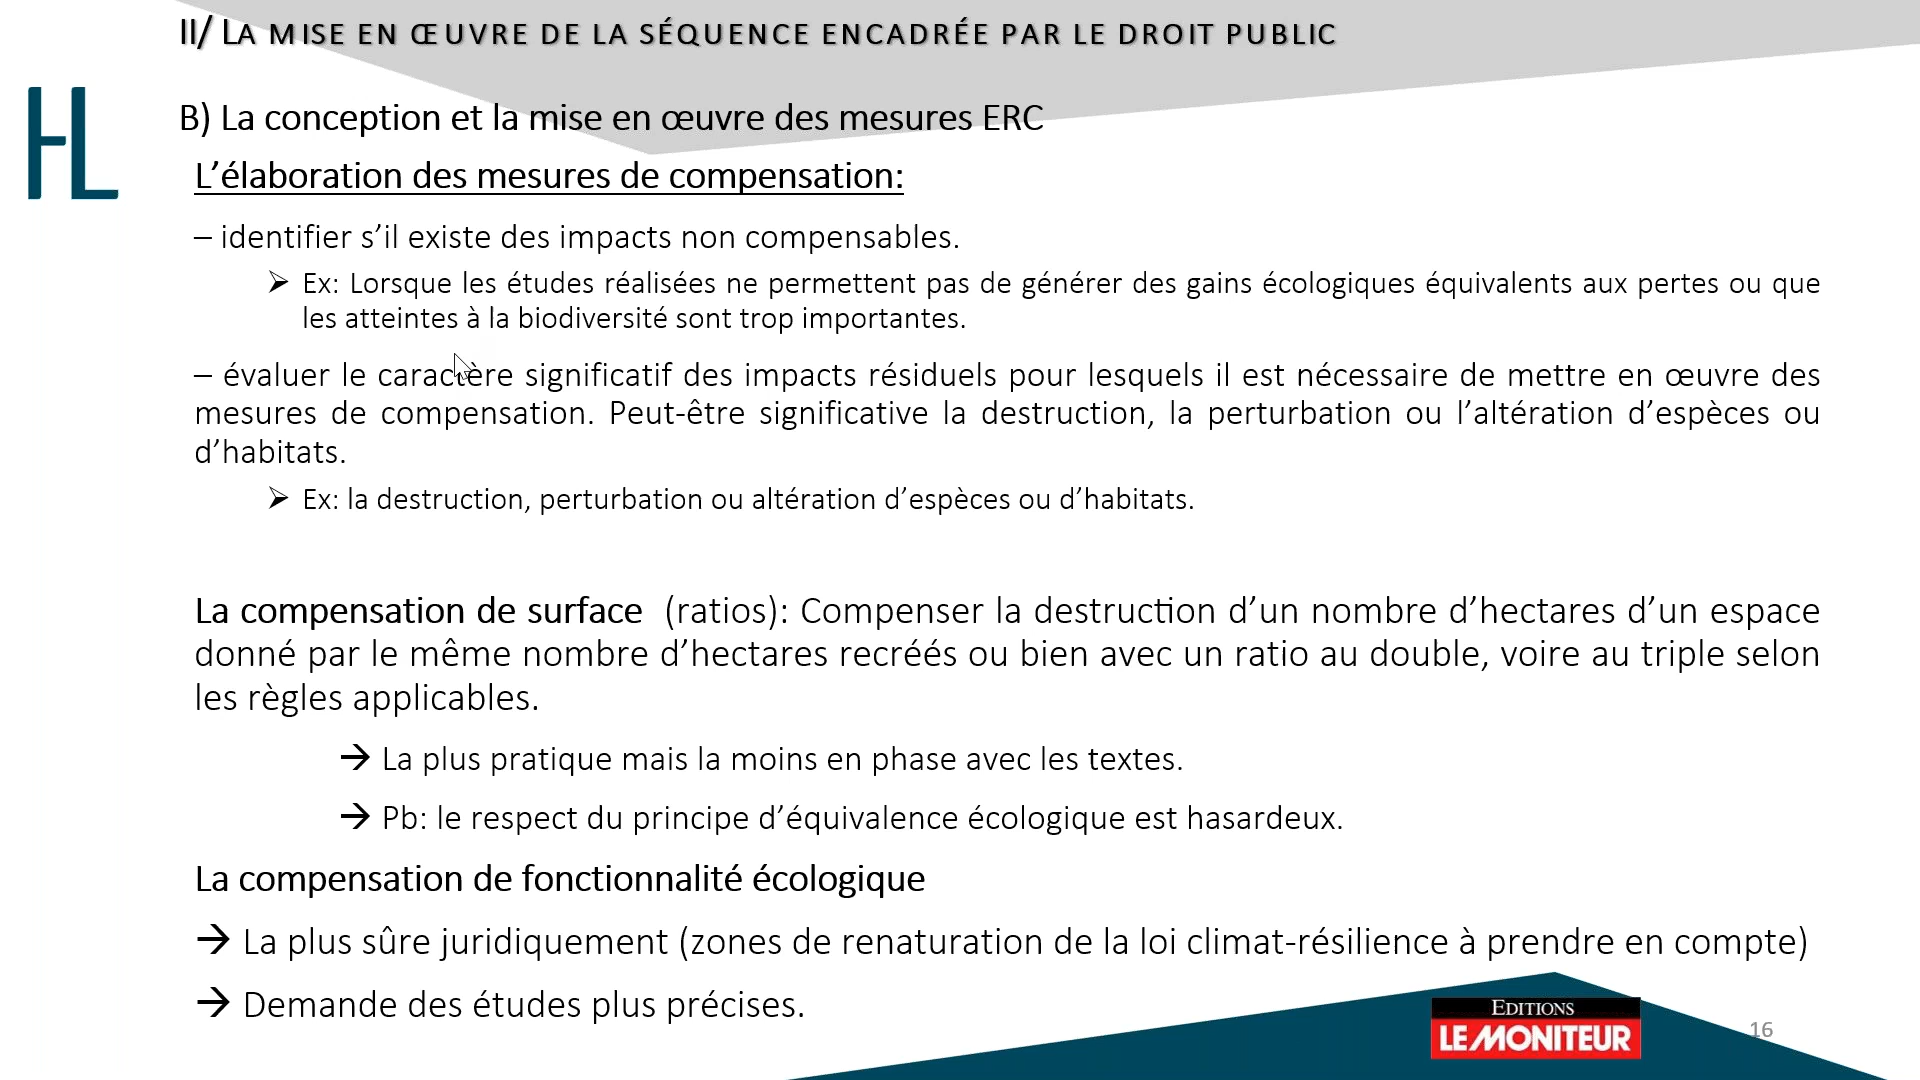 II/ LA MISE EN ŒUVRE DE LA SÉQUENCE ENCADRÉE PAR LE DROIT PUBLIC
HL
B) La conception et la mise en œuvre des mesures ERC
L’élaboration des mesures de compensation:
– identifier s’il existe des impacts non compensables.
➢ Ex: Lorsque les études réalisées ne permettent pas de générer des gains écologiques équivalents aux pertes ou que
les atteintes à la biodiversité sont trop importantes.
– évaluer le caractère significatif des impacts résiduels pour lesquels il est nécessaire de mettre en œuvre des
mesures de compensation. Peut-être significative la destruction, la perturbation ou l’altération d’espèces ou
d’habitats.
➢ Ex: la destruction, perturbation ou altération d’espèces ou d’habitats.
La compensation de surface (ratios): Compenser la destruction d’un nombre d’hectares d’un espace
donné par le même nombre d’hectares recréés ou bien avec un ratio au double, voire au triple selon
les règles applicables.
→ La plus pratique mais la moins en phase avec les textes.
→ Pb: le respect du principe d’équivalence écologique est hasardeux.
La compensation de fonctionnalité écologique
→ La plus sûre juridiquement (zones de renaturation de la loi climat-résilience à prendre en compte)
→ Demande des études plus précises.
EDITIONS
LE MONITEUR
16